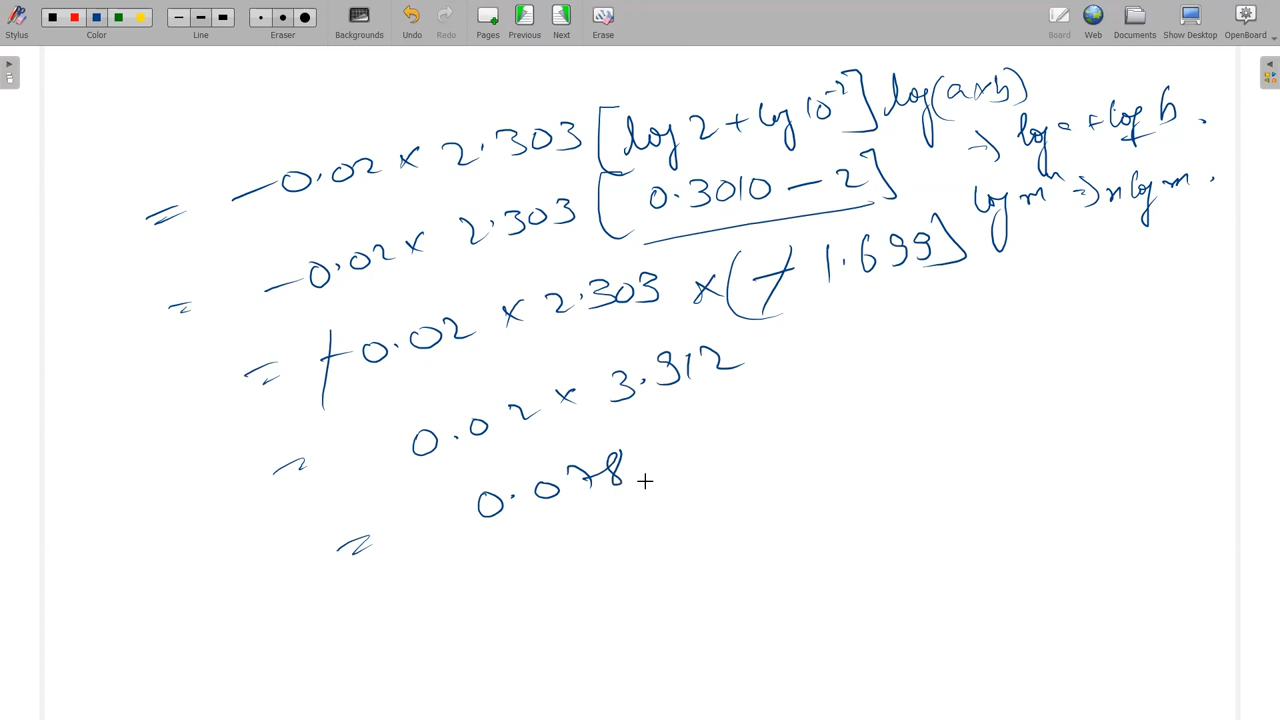 Stylus Color Line Eraser Backgrounds Undo Redo Pages Previous Next Erase Board Web Documents Show Desktop OpenBoard
= -0.02 × 2.303 [log 2 + log 10⁻²] log(a×b)
⇒ log a + log b.
= -0.02 × 2.303 [0.3010 - 2]
log mⁿ ⇒ n log m.
= -0.02 × 2.303 × (-1.699)
= 0.02 × 3.912
= 0.078